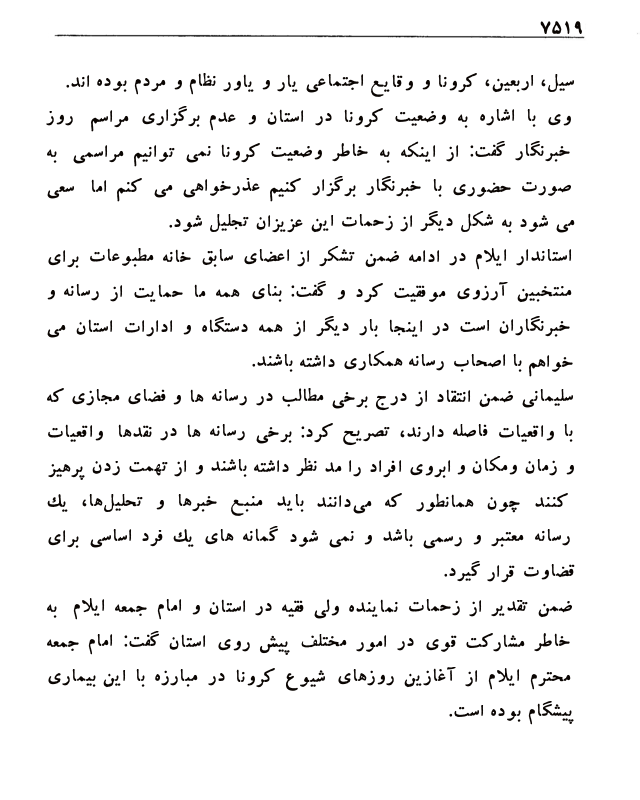 ۷۵۱۹
سیل، اربعین، کرونا و وقایع اجتماعی یار و یاور نظام و مردم بوده اند.
وی با اشاره به وضعیت کرونا در استان و عدم برگزاری مراسم روز
خبرنگار گفت: از اینکه به خاطر وضعیت کرونا نمی توانیم مراسمی به
صورت حضوری با خبرنگار برگزار کنیم عذرخواهی می کنم اما سعی
می شود به شکل دیگر از زحمات این عزیزان تجلیل شود.
استاندار ایلام در ادامه ضمن تشکر از اعضای سابق خانه مطبوعات برای
منتخبین آرزوی موفقیت کرد و گفت: بنای همه ما حمایت از رسانه و
خبرنگاران است در اینجا بار دیگر از همه دستگاه و ادارات استان می
خواهم با اصحاب رسانه همکاری داشته باشند.
سلیمانی ضمن انتقاد از درج برخی مطالب در رسانه ها و فضای مجازی که
با واقعیات فاصله دارند، تصریح کرد: برخی رسانه ها در نقدها واقعیات
و زمان ومکان و ابروی افراد را مد نظر داشته باشند و از تهمت زدن پرهیز
کنند چون همانطور که می‌دانند باید منبع خبرها و تحلیل‌ها، یك
رسانه معتبر و رسمی باشد و نمی شود گمانه های یك فرد اساسی برای
قضاوت قرار گیرد.
ضمن تقدیر از زحمات نماینده ولی فقیه در استان و امام جمعه ایلام به
خاطر مشارکت قوی در امور مختلف پیش روی استان گفت: امام جمعه
محترم ایلام از آغازین روزهای شیوع کرونا در مبارزه با این بیماری
پیشگام بوده است.